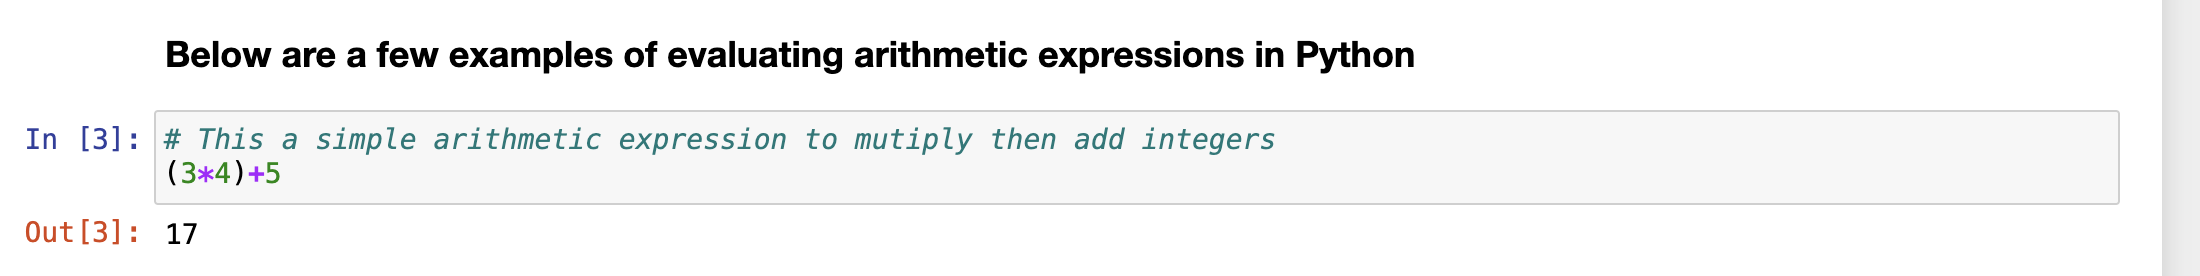 Below are a few examples of evaluating arithmetic expressions in Python
In [3]: # This a simple arithmetic expression to mutiply then add integers
(3*4)+5
Out[3]: 17